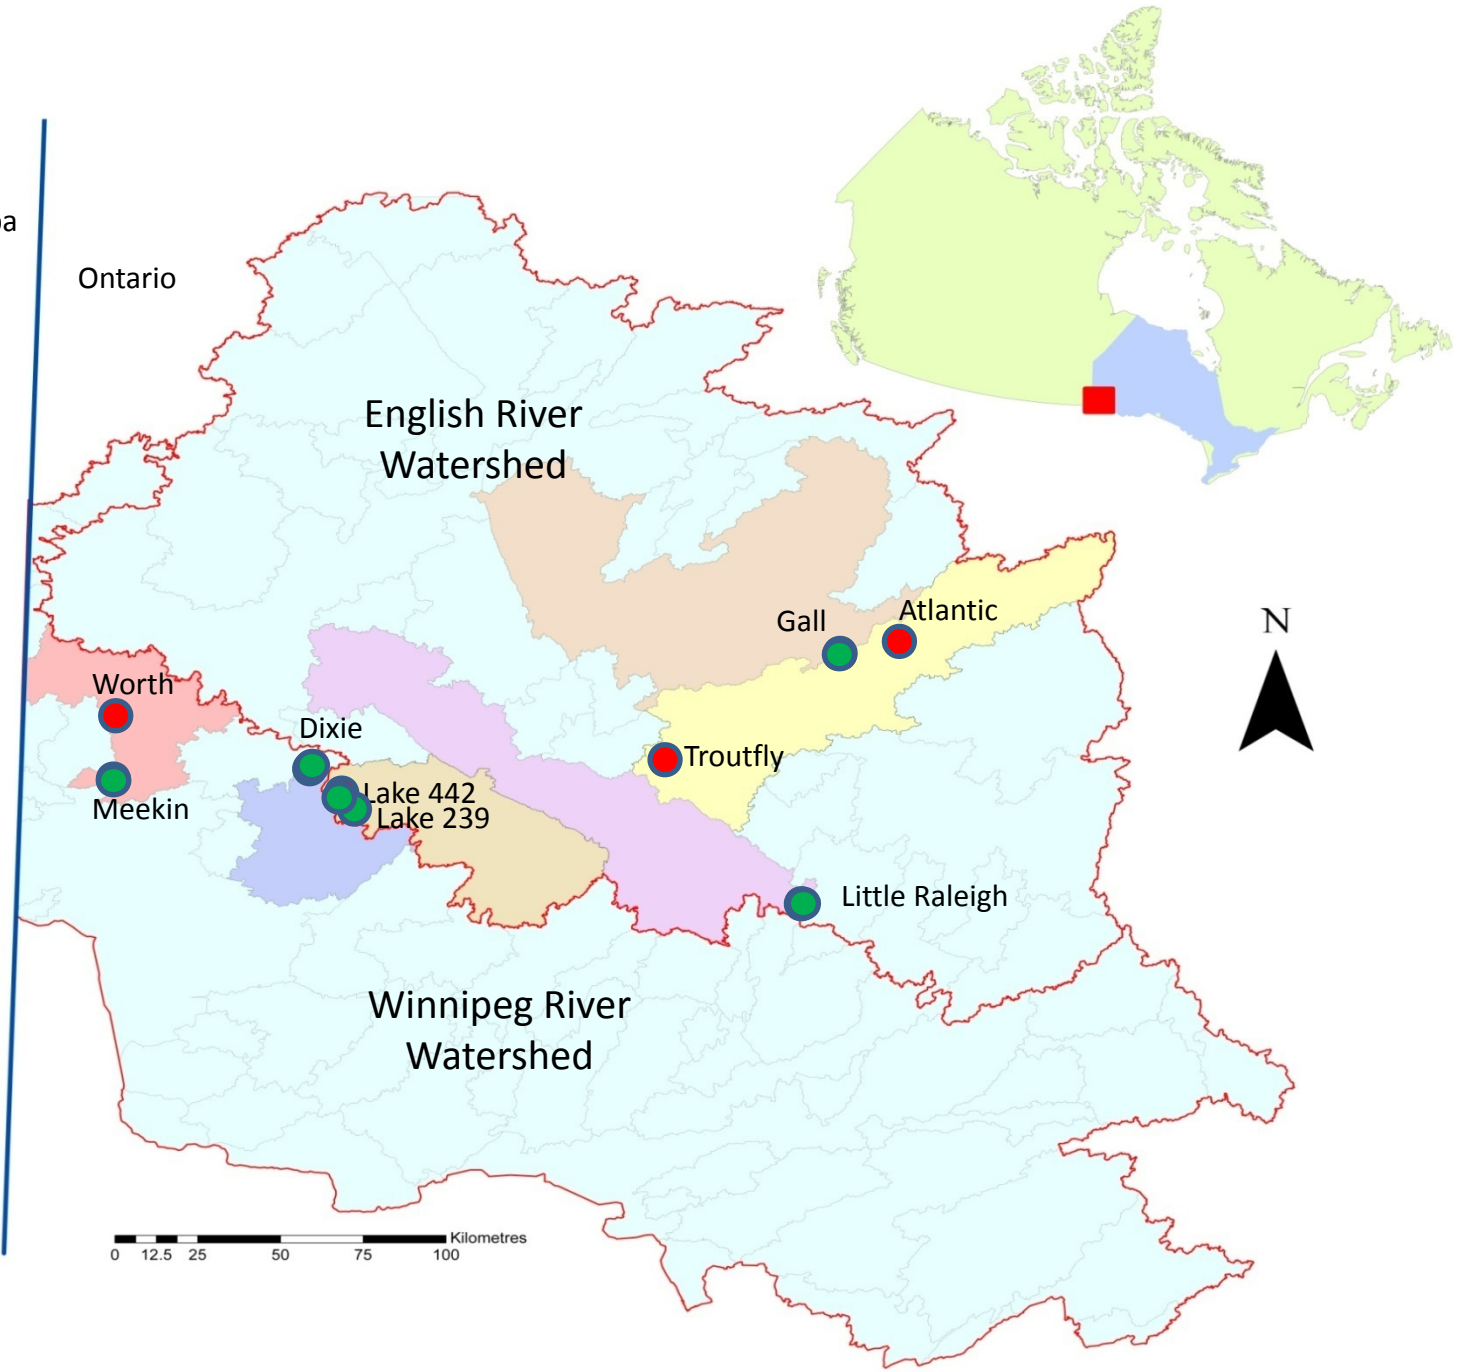 Ontario
English River
Watershed
Gall
Atlantic
N
Worth
Dixie
Troutfly
Meekin
Lake 442
Lake 239
Little Raleigh
Winnipeg River
Watershed
Kilometres
0 12.5 25 50 75 100